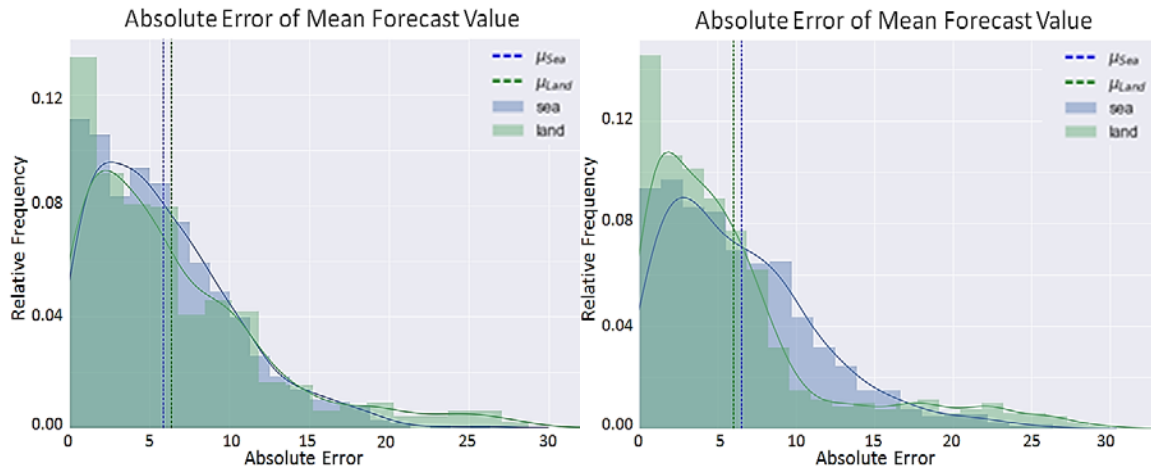 Absolute Error of Mean Forecast Value
μSea
μLand
sea
land
Relative Frequency
0.12
0.08
0.04
0.00
0 5 10 15 20 25 30
Absolute Error
Absolute Error of Mean Forecast Value
μSea
μLand
sea
land
Relative Frequency
0.12
0.08
0.04
0.00
0 5 10 15 20 25 30
Absolute Error